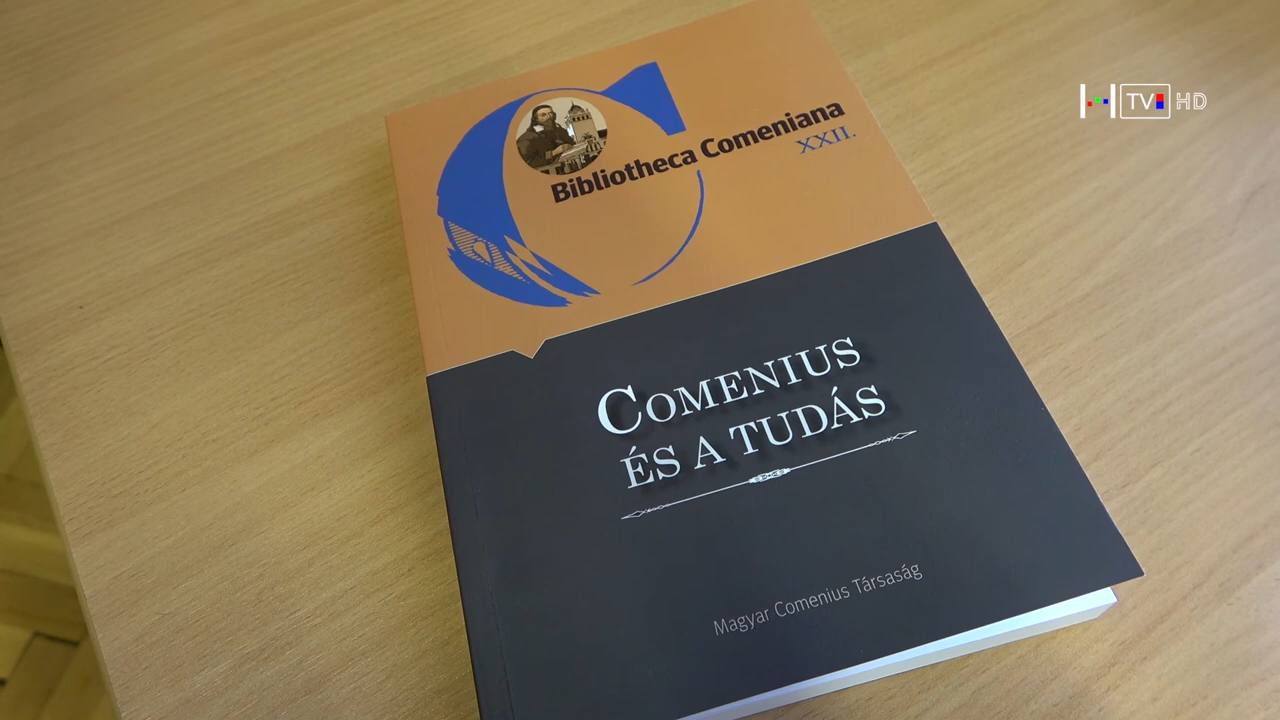 Bibliotheca Comeniana
XXII.
COMENIUS
ÉS A TUDÁS
Magyar Comenius Társaság
H TV HD